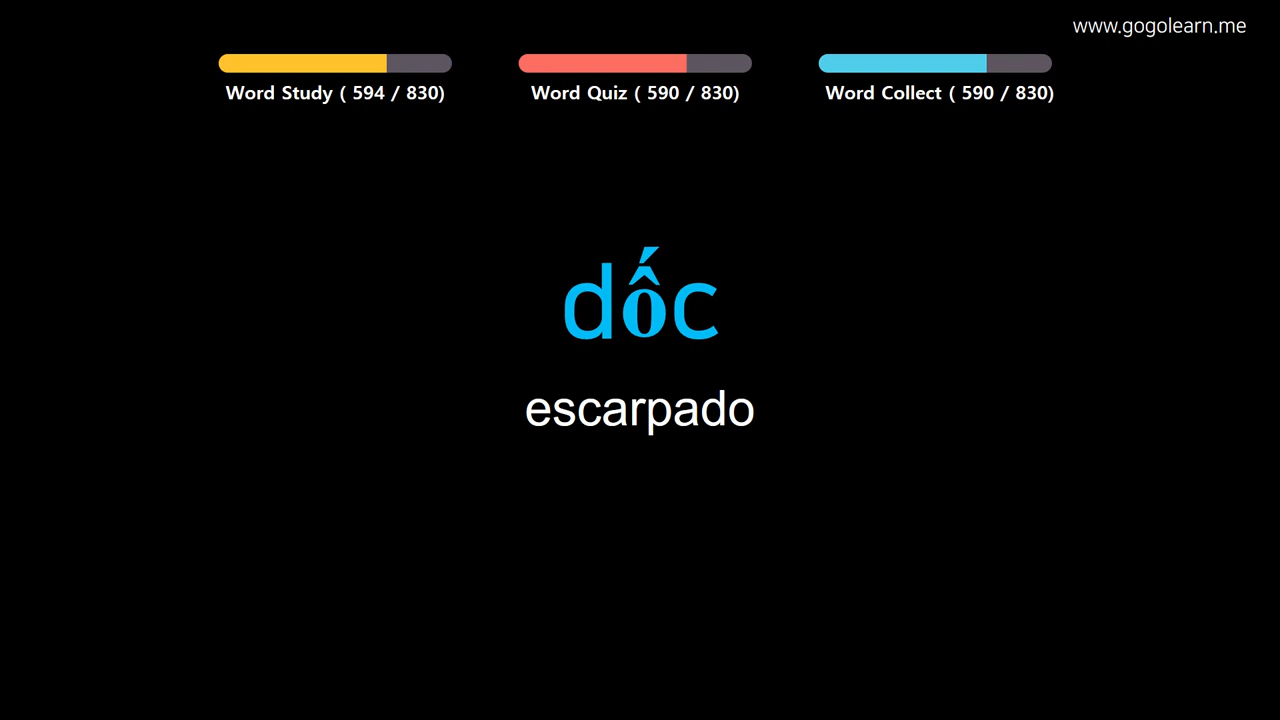 www.gogolearn.me
Word Study ( 594 / 830)
Word Quiz ( 590 / 830)
Word Collect ( 590 / 830)
dốc
escarpado